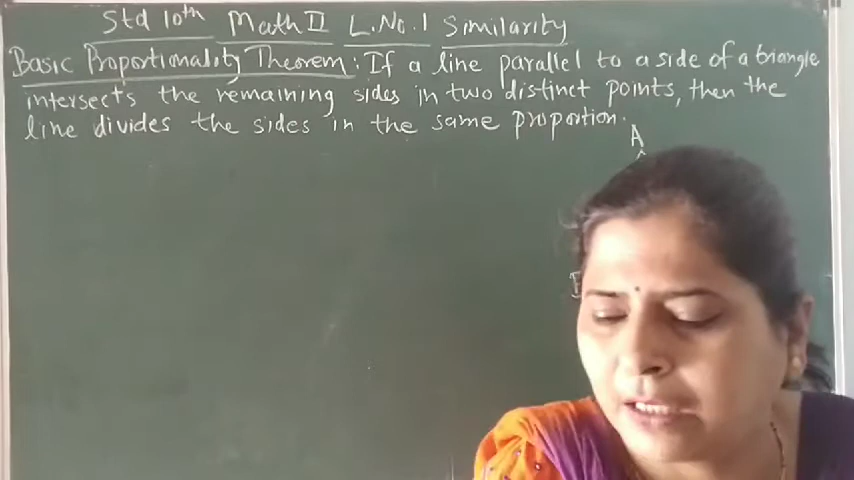 Std 10th Math II L.No.1 Similarity
Basic Proportionality Theorem : If a line parallel to a side of a triangle
intersects the remaining sides in two distinct points, then the
line divides the sides in the same proportion.
A